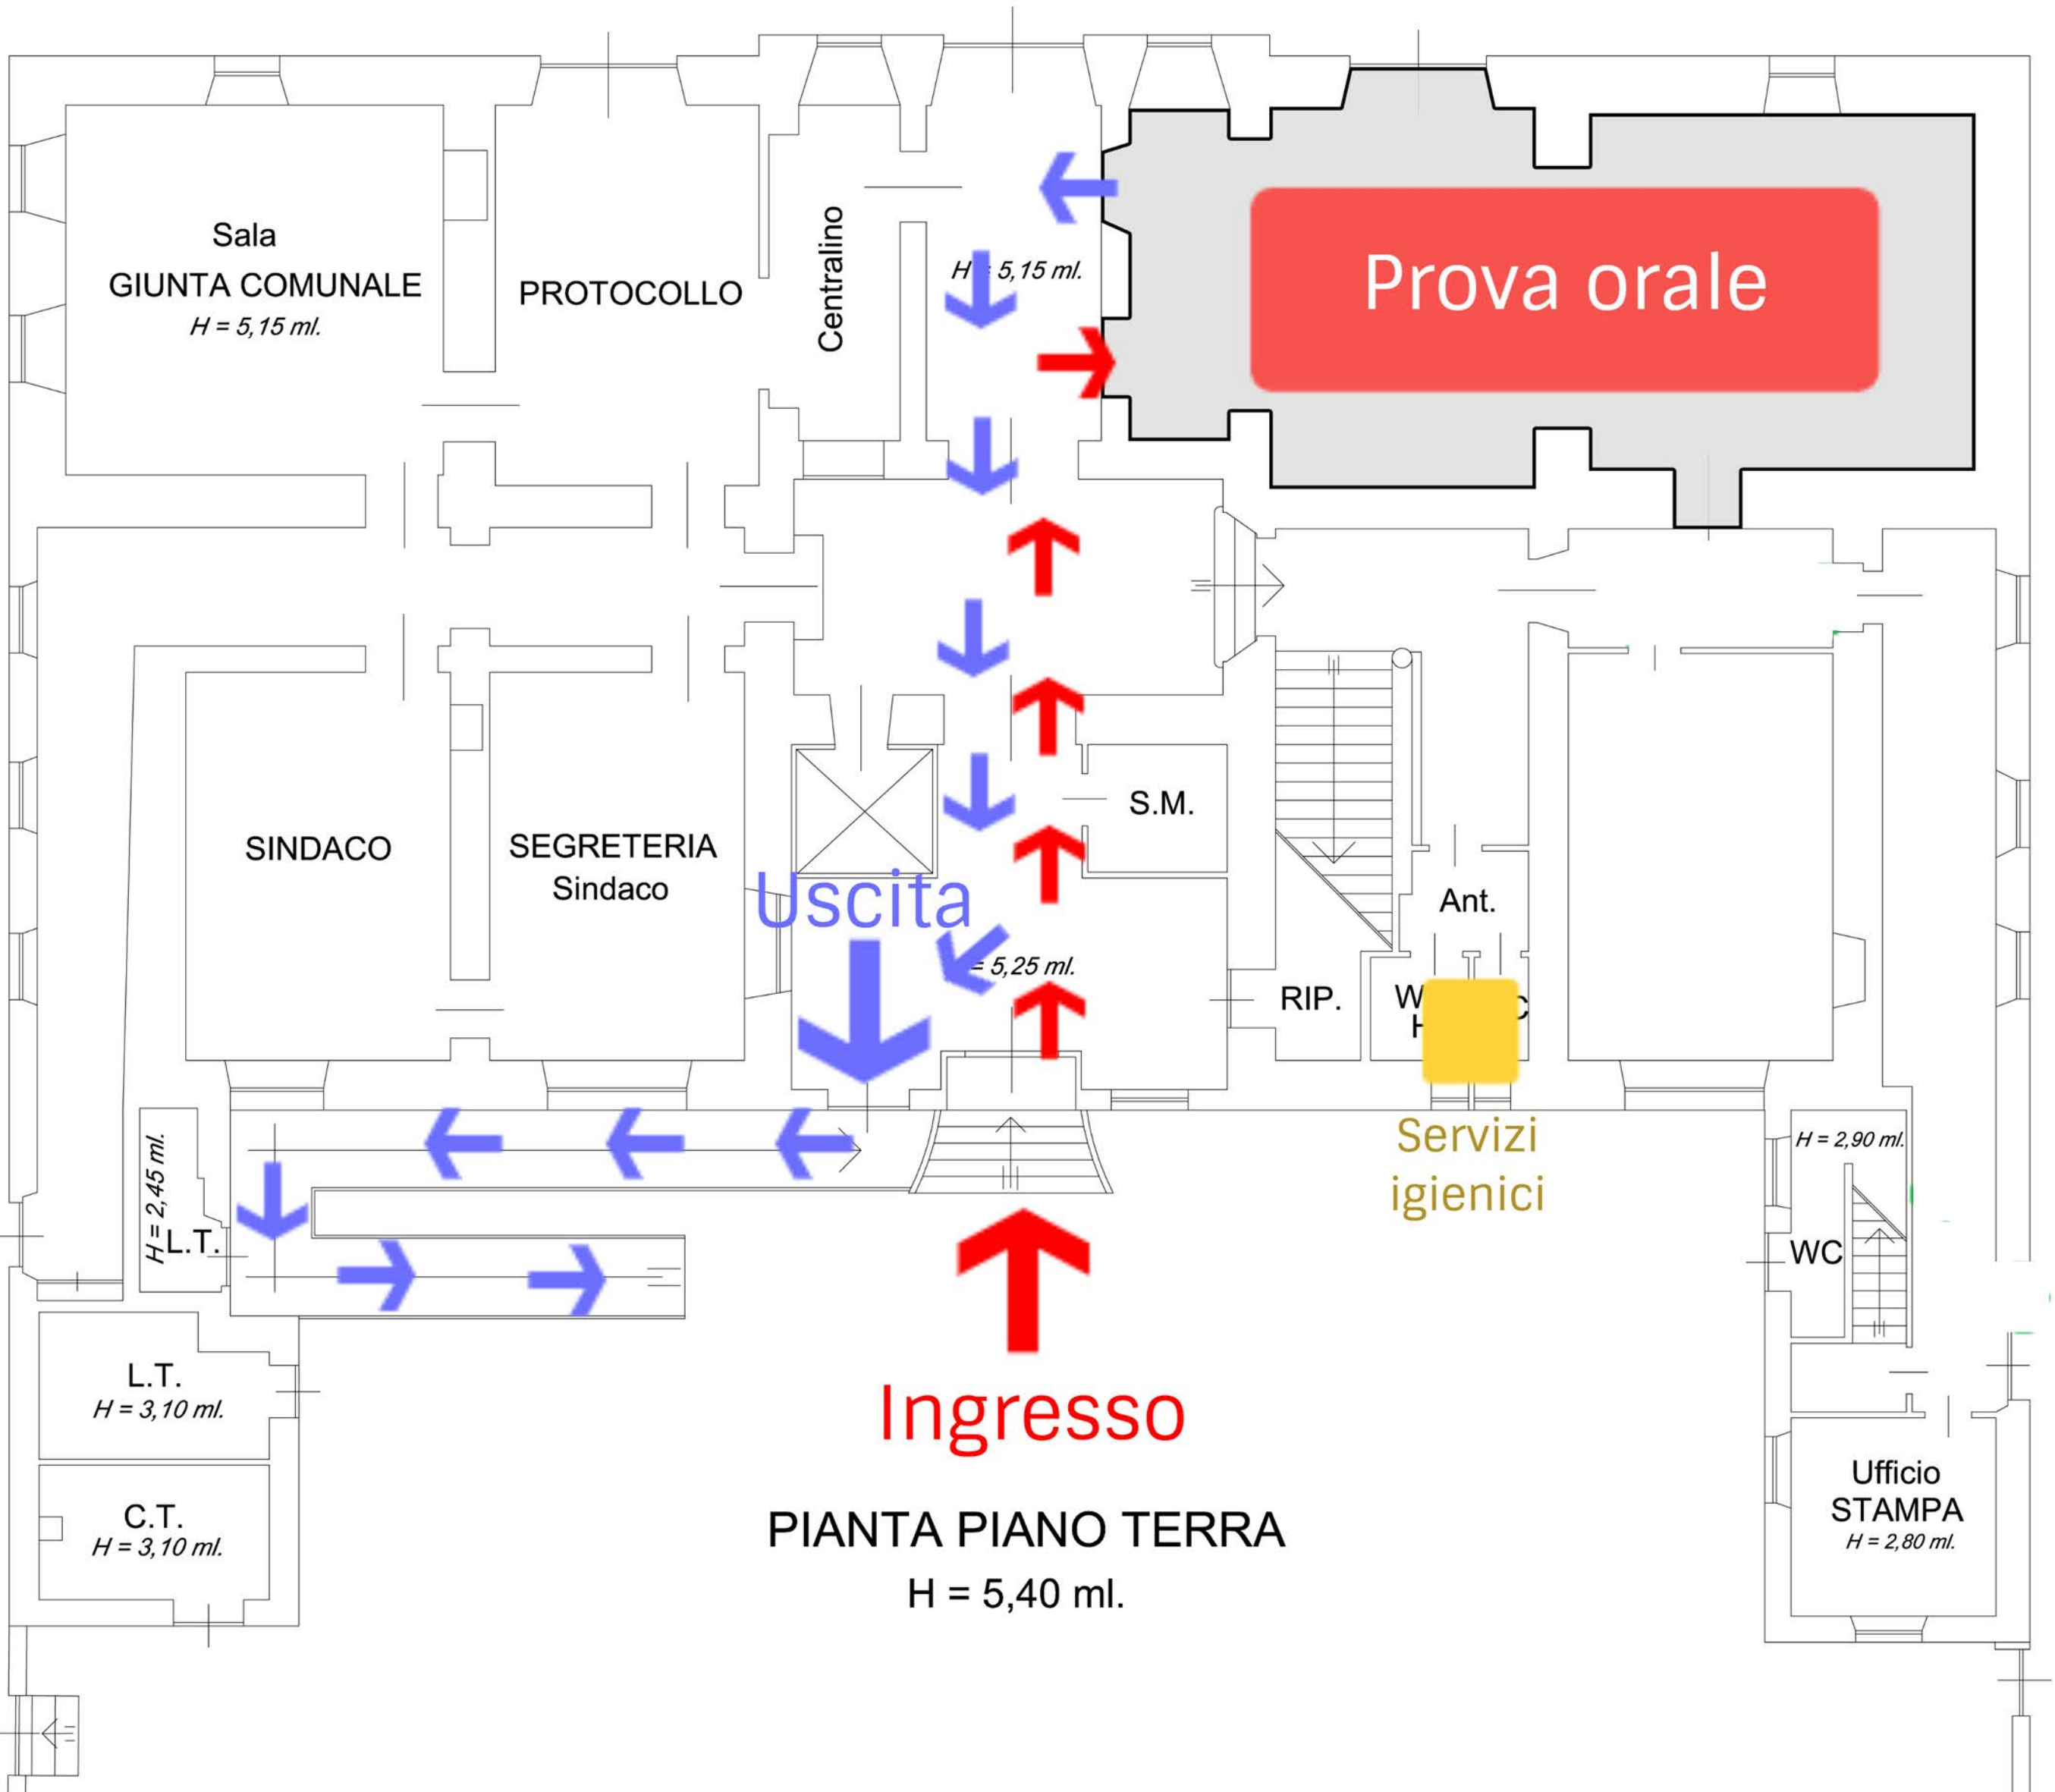 Sala
GIUNTA COMUNALE
H = 5,15 ml.
PROTOCOLLO
Centralino
H = 5,15 ml.
Prova orale
SINDACO
SEGRETERIA
Sindaco
Uscita
S.M.
= 5,25 ml.
Ant.
RIP.
Servizi
igienici
H = 2,45 ml.
L.T.
H = 2,90 ml.
WC
L.T.
H = 3,10 ml.
C.T.
H = 3,10 ml.
Ingresso
PIANTA PIANO TERRA
H = 5,40 ml.
Ufficio
STAMPA
H = 2,80 ml.